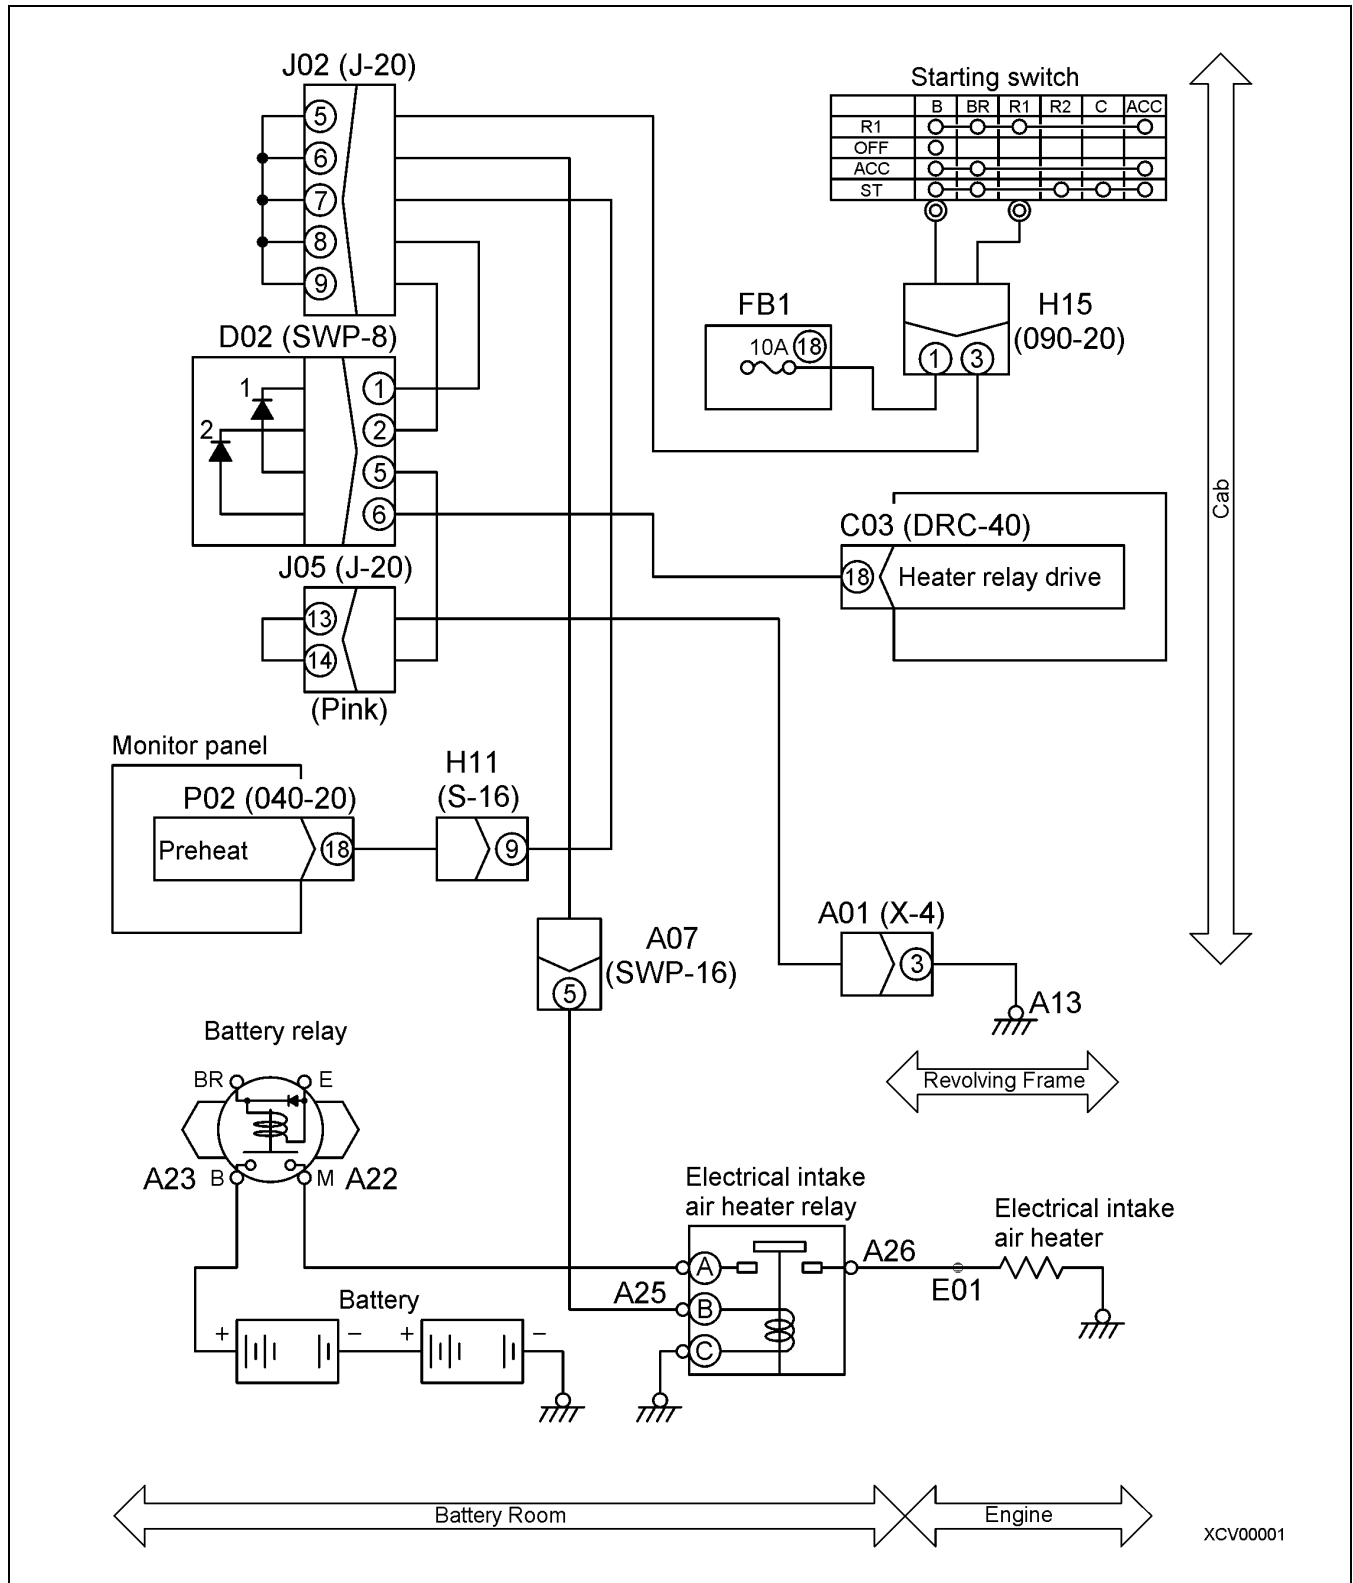 J02 (J-20)
5
6
7
8
9
Starting switch
B BR R1 R2 C ACC
R1
OFF
ACC
ST
FB1
10A 18
H15
(090-20)
1 3
D02 (SWP-8)
1
2
1
2
5
6
Cab
C03 (DRC-40)
18 Heater relay drive
J05 (J-20)
13
14
(Pink)
Monitor panel
P02 (040-20)
Preheat 18
H11
(S-16)
9
A07
(SWP-16)
5
A01 (X-4)
3
A13
Revolving Frame
Battery relay
BR E
A23 B M A22
Electrical intake
air heater relay
A
A25 B
C
A26
E01
Electrical intake
air heater
Battery
+ − + −
Battery Room
Engine
XCV00001